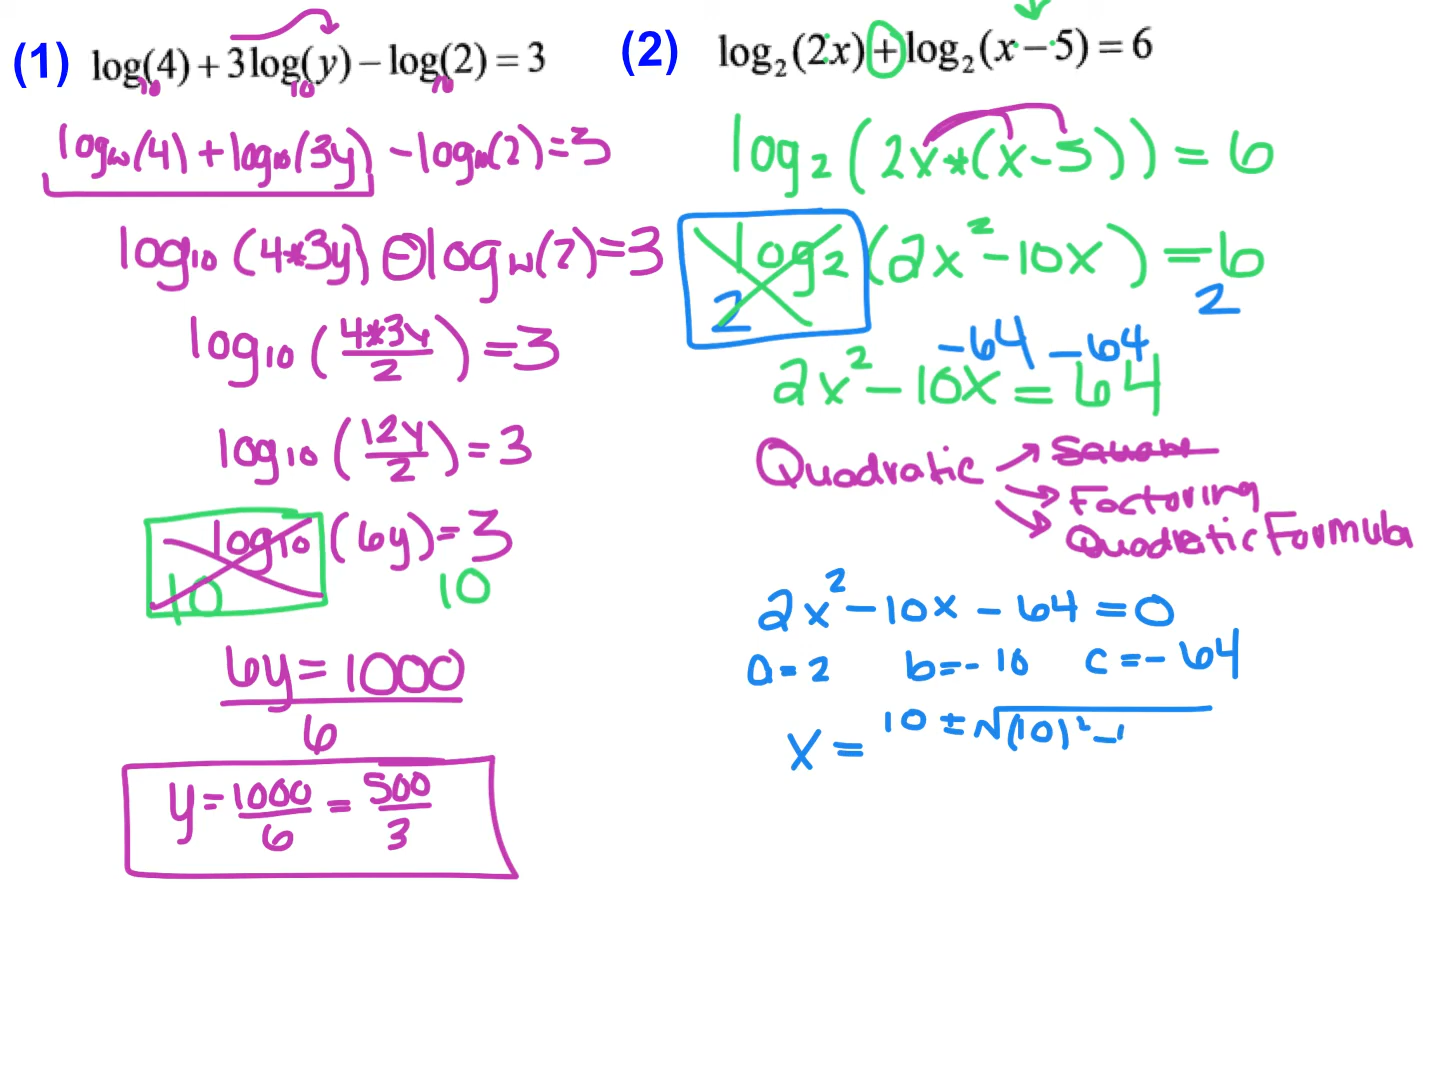 (1) log(4) + 3log(y) − log(2) = 3
10 10 10
log10(4) + log10(3y) − log10(2) = 3
log10(4*3y) − log10(2) = 3
log10(4*3y/2) = 3
log10(12y/2) = 3
log10(6y) = 3
10 10
6y = 1000
6
y = 1000/6 = 500/3
(2) log2(2x) + log2(x − 5) = 6
log2(2x*(x−5)) = 6
log2(2x²−10x) = 6
2 2
−64 −64
2x²−10x = 64
Quadratic → Square
→ Factoring
→ Quadratic Formula
2x²−10x − 64 = 0
a = 2 b = −10 c = −64
x = 10 ± √(10)² −